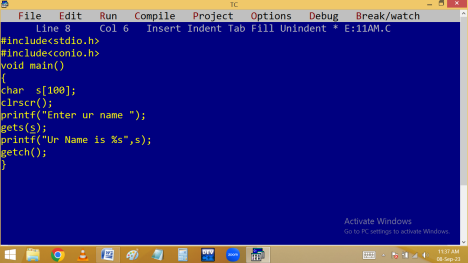 TC
File Edit Run Compile Project Options Debug Break/watch
Line 8 Col 6 Insert Indent Tab Fill Unindent * E:11AM.C
#include<stdio.h>
#include<conio.h>
void main()
{
char s[100];
clrscr();
printf("Enter ur name ");
gets(s);
printf("Ur Name is %s",s);
getch();
}
Activate Windows
Go to PC settings to activate Windows.
11:37 AM
08-Sep-23